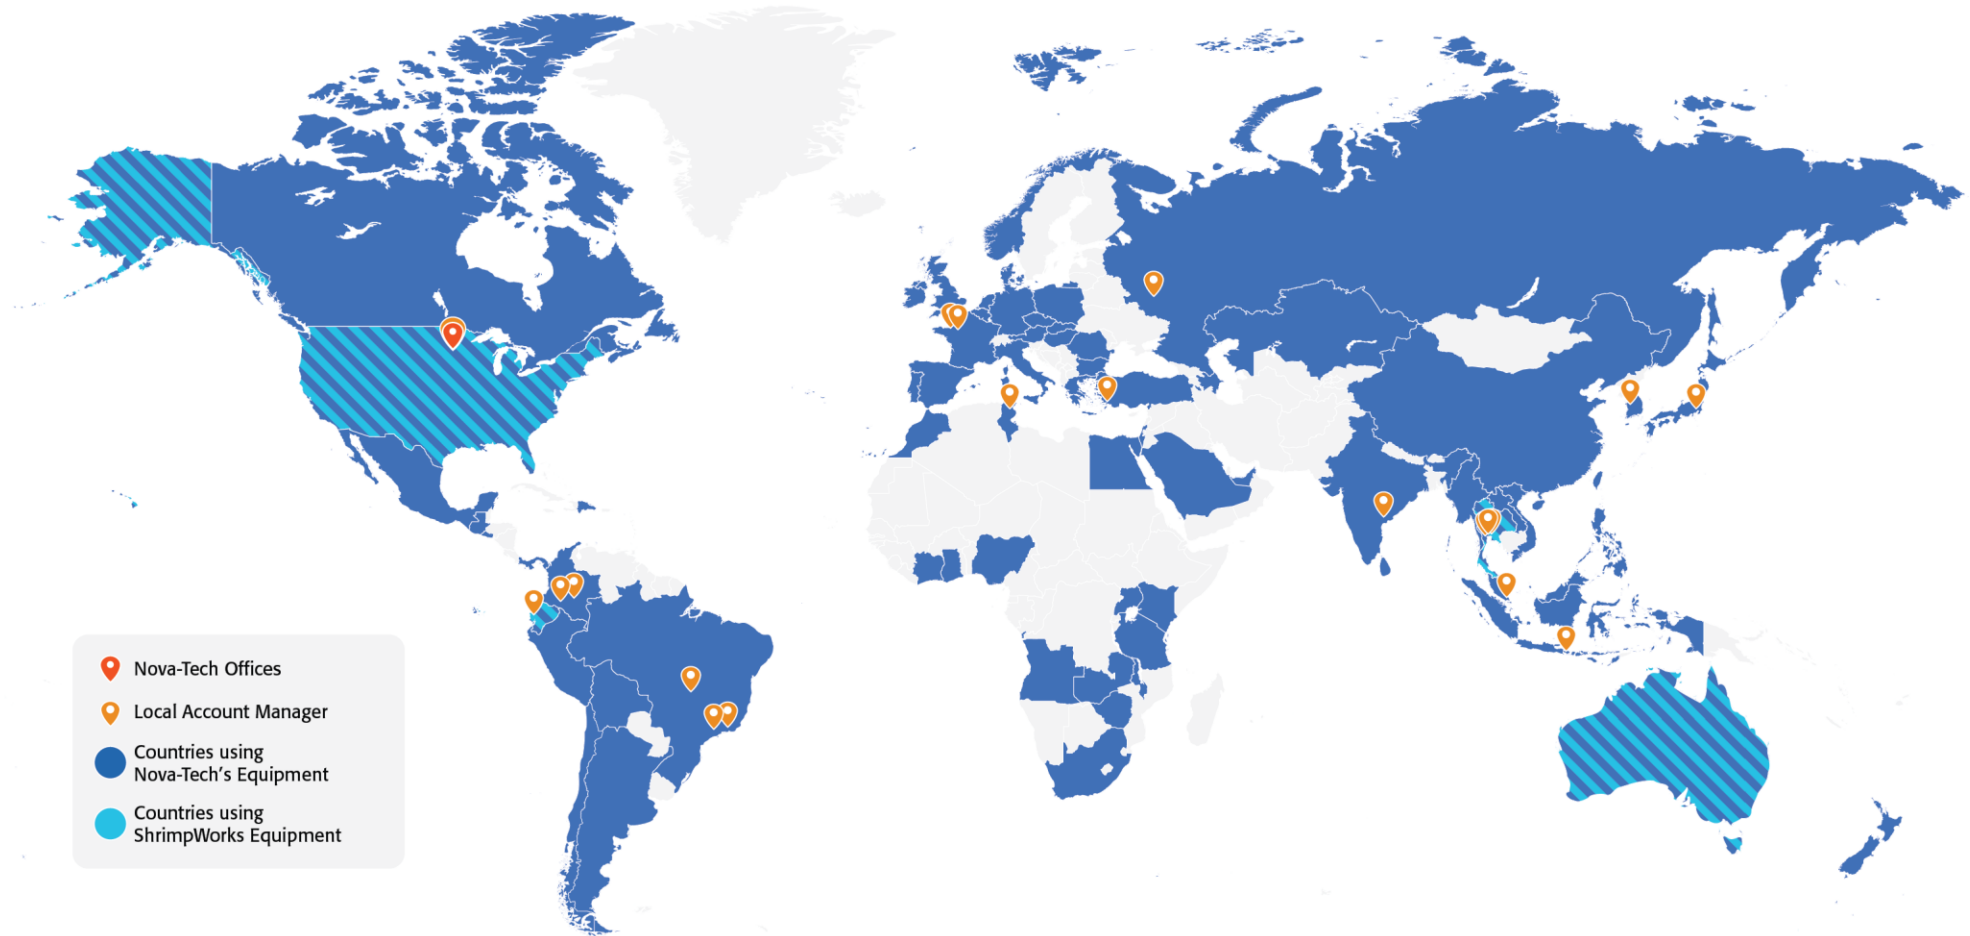 Nova-Tech Offices
Local Account Manager
Countries using
Nova-Tech's Equipment
Countries using
ShrimpWorks Equipment